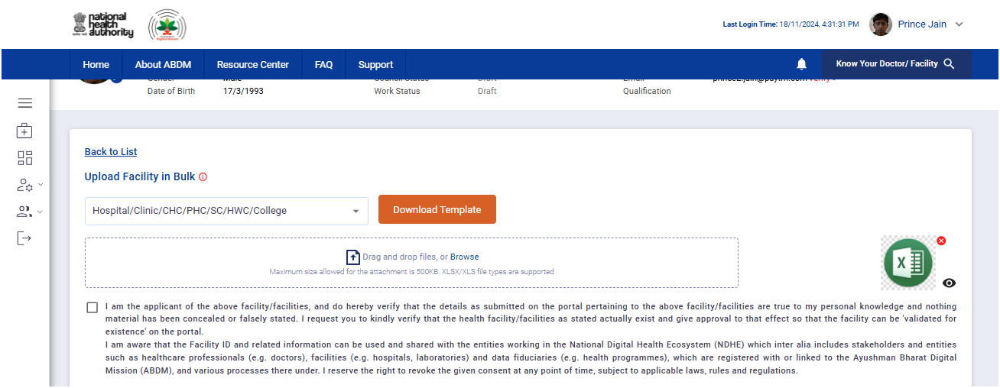 national
health
authority
Last Login Time: 18/11/2024, 4:31:31 PM
Prince Jain
Home About ABDM Resource Center FAQ Support
Know Your Doctor/ Facility
Gender Male Council Status Draft Email
Date of Birth 17/3/1993 Work Status Draft Qualification
Back to List
Upload Facility in Bulk
Hospital/Clinic/CHC/PHC/SC/HWC/College
Download Template
Drag and drop files, or Browse
Maximum size allowed for the attachment is 500KB. XLSX/XLS file types are supported
X
I am the applicant of the above facility/facilities, and do hereby verify that the details as submitted on the portal pertaining to the above facility/facilities are true to my personal knowledge and nothing
material has been concealed or falsely stated. I request you to kindly verify that the health facility/facilities as stated actually exist and give approval to that effect so that the facility can be 'validated for
existence' on the portal.
I am aware that the Facility ID and related information can be used and shared with the entities working in the National Digital Health Ecosystem (NDHE) which inter alia includes stakeholders and entities
such as healthcare professionals (e.g. doctors), facilities (e.g. hospitals, laboratories) and data fiduciaries (e.g. health programmes), which are registered with or linked to the Ayushman Bharat Digital
Mission (ABDM), and various processes there under. I reserve the right to revoke the given consent at any point of time, subject to applicable laws, rules and regulations.